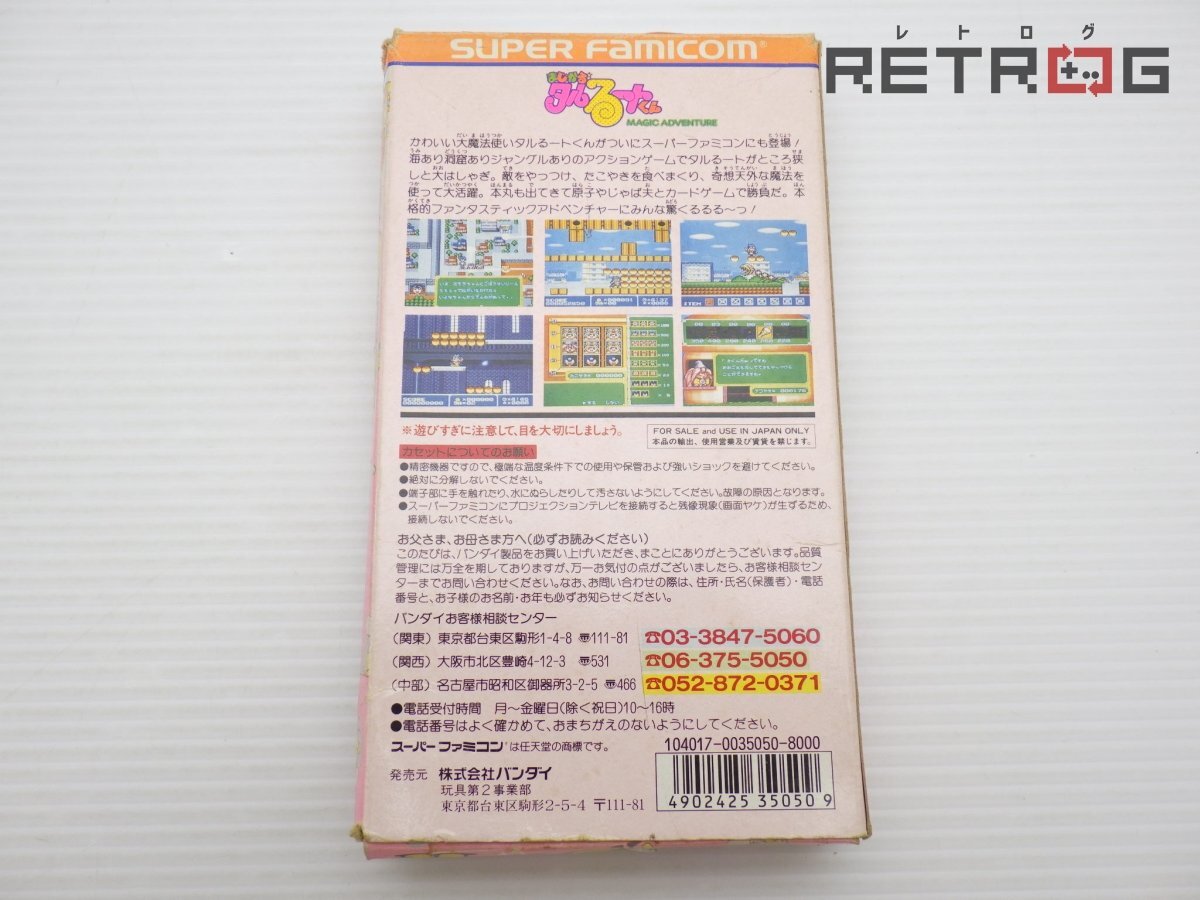 レトログ
RETROG
SUPER FAMICOM
まじかる
タルるートくん
MAGIC ADVENTURE
かわいい大魔法使いタルるートくんがついにスーパーファミコンにも登場!
海あり洞窟ありジャングルありのアクションゲームでタルるートがところ狭
しと大はしゃぎ。敵をやっつけ、たこやきを食べまくり、奇想天外な魔法を
使って大活躍。本丸も出てきて原子やじゃば夫とカードゲームで勝負だ。本
格的ファンタスティックアドベンチャーにみんな驚くるるる〜っ!
ITEM
※遊びすぎに注意して、目を大切にしましょう。
FOR SALE and USE IN JAPAN ONLY
本品の輸出、使用営業及び賃貸を禁じます。
カセットについてのお願い
●精密機器ですので、極端な温度条件下での使用や保管および強いショックを避けてください。
●絶対に分解しないでください。
●端子部に手を触れたり、水にぬらしたりして汚さないようにしてください。故障の原因となります。
●スーパーファミコンにプロジェクションテレビを接続すると残像現象(画面ヤケ)が生ずるため、
接続しないでください。
お父さま、お母さま方へ(必ずお読みください)
このたびは、バンダイ製品をお買い上げいただき、まことにありがとうございます。品質
管理には万全を期しておりますが、万一お気付の点がございましたら、お客様相談セン
ターまでお問い合わせください。なお、お問い合わせの際は、住所・氏名(保護者)・電話
番号と、お子様のお名前・お年も必ずお知らせください。
バンダイお客様相談センター
(関東) 東京都台東区駒形1-4-8 〒111-81 ☎03-3847-5060
(関西) 大阪市北区豊崎4-12-3 〒531 ☎06-375-5050
(中部) 名古屋市昭和区御器所3-2-5 〒466 ☎052-872-0371
●電話受付時間 月〜金曜日(除く祝日)10〜16時
●電話番号はよく確かめて、おまちがえのないようにしてください。
スーパーファミコンは任天堂の商標です。
104017-0035050-8000
発売元 株式会社バンダイ
玩具第2事業部
東京都台東区駒形2-5-4 〒111-81
4902425 350509